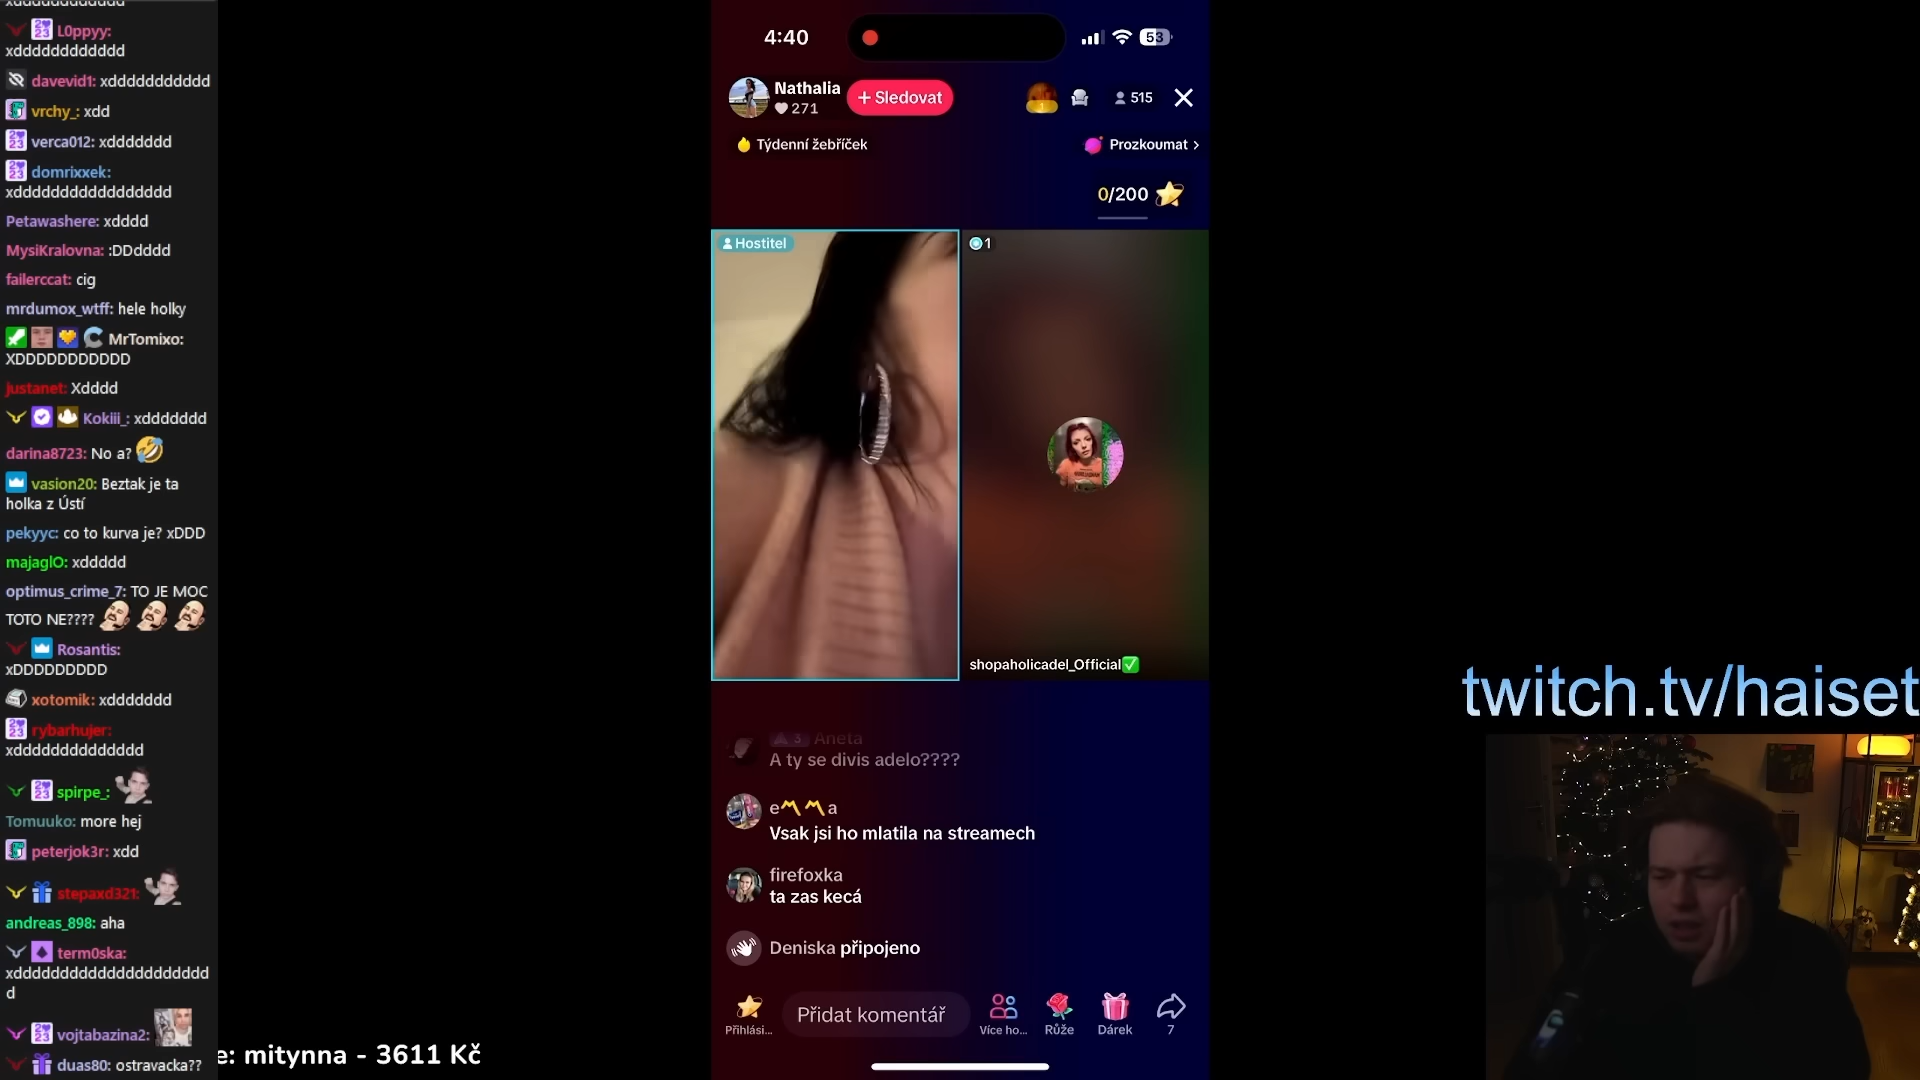 L0ppyy:
xdddddddddddd
davevid1: xddddddddddd
vrchy_: xdd
verca012: xddddddd
domrixxek:
xddddddddddddddddd
Petawashere: xdddd
MysiKralovna: :DDdddd
failerccat: cig
mrdumox_wtff: hele holky
MrTomixo:
XDDDDDDDDDDD
justanet: Xdddd
Kokiii_: xddddddd
darina8723: No a?
vasion20: Beztak je ta
holka z Ústí
pekyyc: co to kurva je? xDDD
majaglO: xddddd
optimus_crime_7: TO JE MOC
TOTO NE????
Rosantis:
xDDDDDDDDD
xotomik: xddddddd
rybarhujer:
xdddddddddddddd
spirpe_:
Tomuuko: more hej
peterjok3r: xdd
stepaxd321:
andreas_898: aha
term0ska:
xdddddddddddddddddddd
d
vojtabazina2:
duas80: ostravacka??
e: mitynna - 3611 Kč
4:40
53
Nathalia
271
+ Sledovat
1
515
Týdenní žebříček
Prozkoumat >
0/200
Hostitel
1
shopaholicadel_Official✅
3 Aneta
A ty se divis adelo????
e〽️〽️a
Vsak jsi ho mlatila na streamech
firefoxka
ta zas kecá
Deniska připojeno
Přidat komentář
Přihlási...
Více ho...
Růže
Dárek
7
twitch.tv/haiset